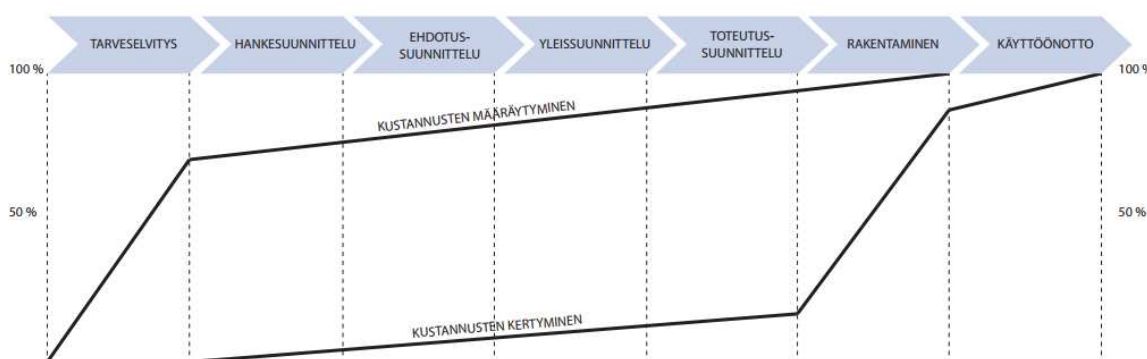 TARVESELVITYS
HANKESUUNNITTELU
EHDOTUS-
SUUNNITTELU
YLEISSUUNNITTELU
TOTEUTUS-
SUUNNITTELU
RAKENTAMINEN
KÄYTTÖÖNOTTO
100 %
100 %
KUSTANNUSTEN MÄÄRÄYTYMINEN
50 %
50 %
KUSTANNUSTEN KERTYMINEN